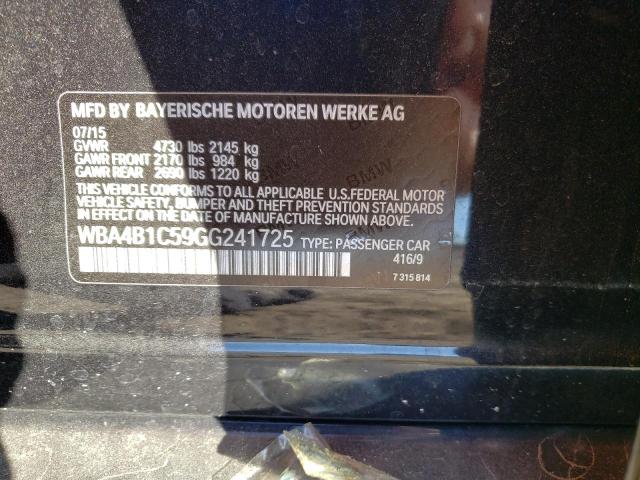 MFD BY BAYERISCHE MOTOREN WERKE AG
07/15
GVWR 4730 lbs 2145 kg
GAWR FRONT 2170 lbs 984 kg
GAWR REAR 2690 lbs 1220 kg
THIS VEHICLE CONFORMS TO ALL APPLICABLE U.S.FEDERAL MOTOR
VEHICLE SAFETY, BUMPER AND THEFT PREVENTION STANDARDS
IN EFFECT ON THE DATE OF MANUFACTURE SHOWN ABOVE.
WBA4B1C59GG241725 TYPE: PASSENGER CAR
416/9
7 315 814
BMW